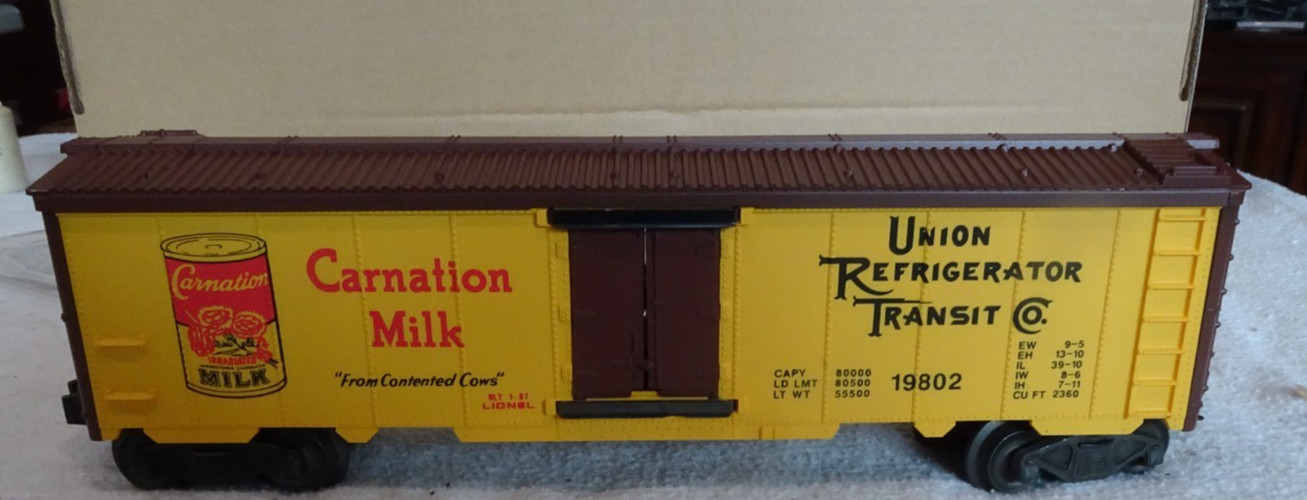 Carnation
IRRADIATED
MILK
Carnation
Milk
"From Contented Cows"
BLT 1-87
LIONEL
UNION
REFRIGERATOR
TRANSIT CO.
CAPY 80000
LD LMT 80500
LT WT 55500
19802
EW 9-5
EH 13-10
IL 39-10
IW 8-6
IH 7-11
CU FT 2360